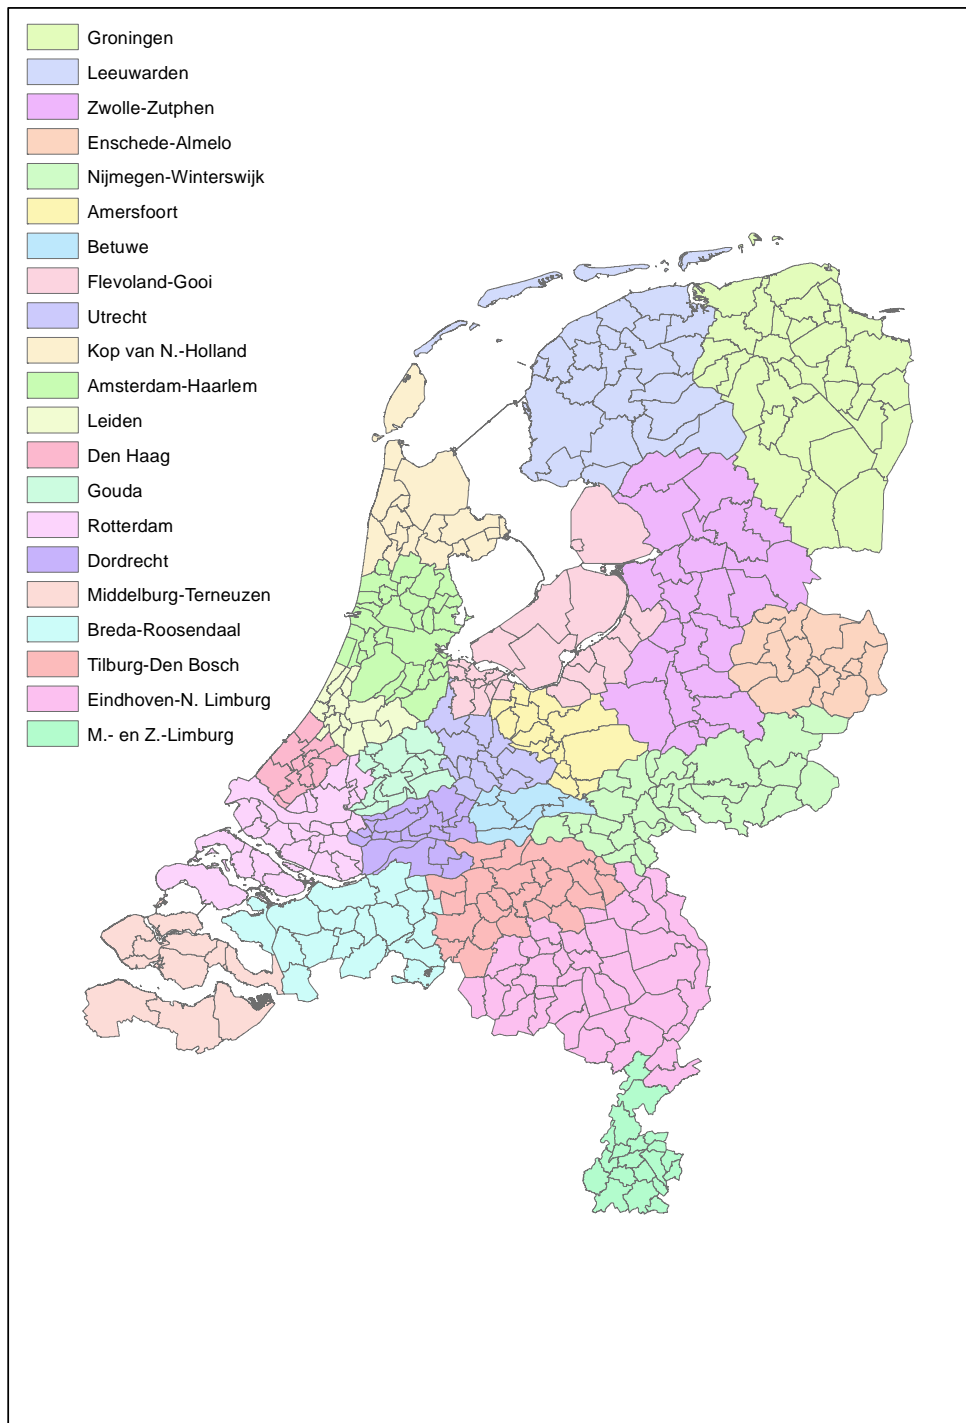 Groningen
Leeuwarden
Zwolle-Zutphen
Enschede-Almelo
Nijmegen-Winterswijk
Amersfoort
Betuwe
Flevoland-Gooi
Utrecht
Kop van N.-Holland
Amsterdam-Haarlem
Leiden
Den Haag
Gouda
Rotterdam
Dordrecht
Middelburg-Terneuzen
Breda-Roosendaal
Tilburg-Den Bosch
Eindhoven-N. Limburg
M.- en Z.-Limburg